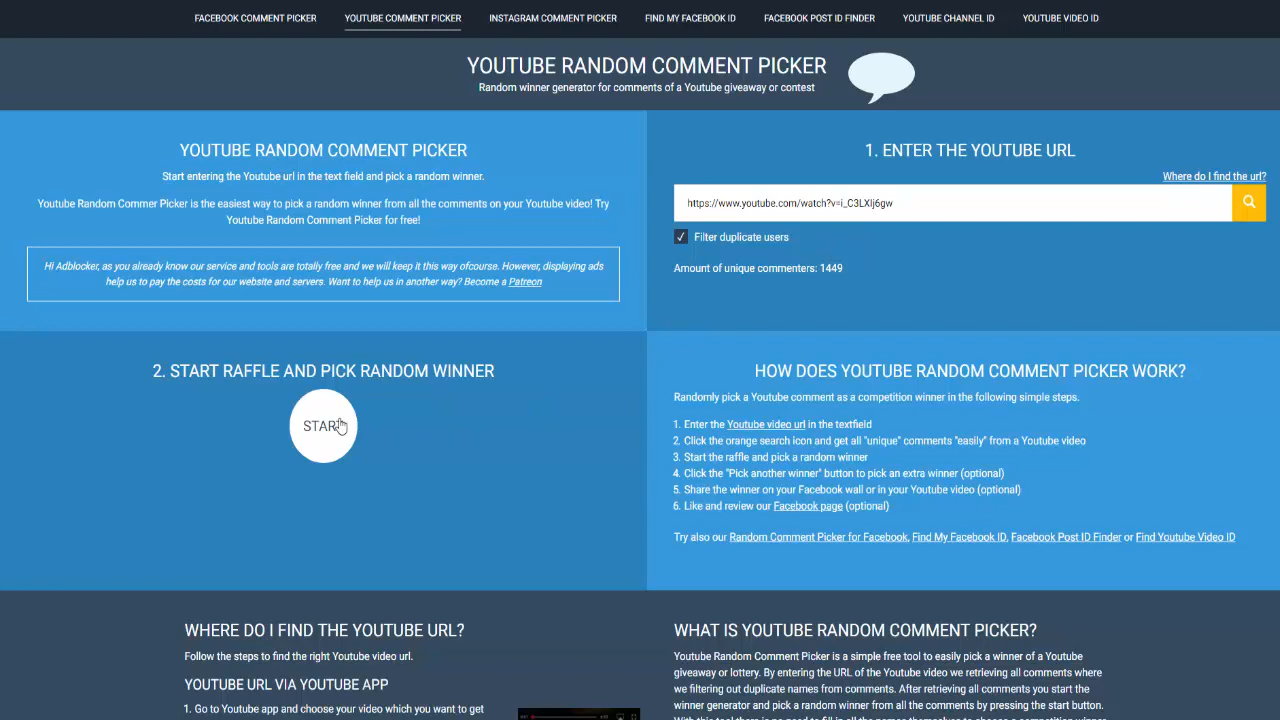 FACEBOOK COMMENT PICKER YOUTUBE COMMENT PICKER INSTAGRAM COMMENT PICKER FIND MY FACEBOOK ID FACEBOOK POST ID FINDER YOUTUBE CHANNEL ID YOUTUBE VIDEO ID
YOUTUBE RANDOM COMMENT PICKER
Random winner generator for comments of a Youtube giveaway or contest
YOUTUBE RANDOM COMMENT PICKER
Start entering the Youtube url in the text field and pick a random winner.
Youtube Random Commer Picker is the easiest way to pick a random winner from all the comments on your Youtube video! Try
Youtube Random Comment Picker for free!
Hi Adblocker, as you already know our service and tools are totally free and we will keep it this way ofcourse. However, displaying ads
help us to pay the costs for our website and servers. Want to help us in another way? Become a Patreon
1. ENTER THE YOUTUBE URL
Where do I find the url?
https://www.youtube.com/watch?v=i_C3LXIj6gw
Filter duplicate users
Amount of unique commenters: 1449
2. START RAFFLE AND PICK RANDOM WINNER
START
HOW DOES YOUTUBE RANDOM COMMENT PICKER WORK?
Randomly pick a Youtube comment as a competition winner in the following simple steps.
1. Enter the Youtube video url in the textfield
2. Click the orange search icon and get all "unique" comments "easily" from a Youtube video
3. Start the raffle and pick a random winner
4. Click the "Pick another winner" button to pick an extra winner (optional)
5. Share the winner on your Facebook wall or in your Youtube video (optional)
6. Like and review our Facebook page (optional)
Try also our Random Comment Picker for Facebook, Find My Facebook ID, Facebook Post ID Finder or Find Youtube Video ID
WHERE DO I FIND THE YOUTUBE URL?
Follow the steps to find the right Youtube video url.
YOUTUBE URL VIA YOUTUBE APP
1. Go to Youtube app and choose your video which you want to get
WHAT IS YOUTUBE RANDOM COMMENT PICKER?
Youtube Random Comment Picker is a simple free tool to easily pick a winner of a Youtube
giveaway or lottery. By entering the URL of the Youtube video we retrieving all comments where
we filtering out duplicate names from comments. After retrieving all comments you start the
winner generator and pick a random winner from all the comments by pressing the start button.